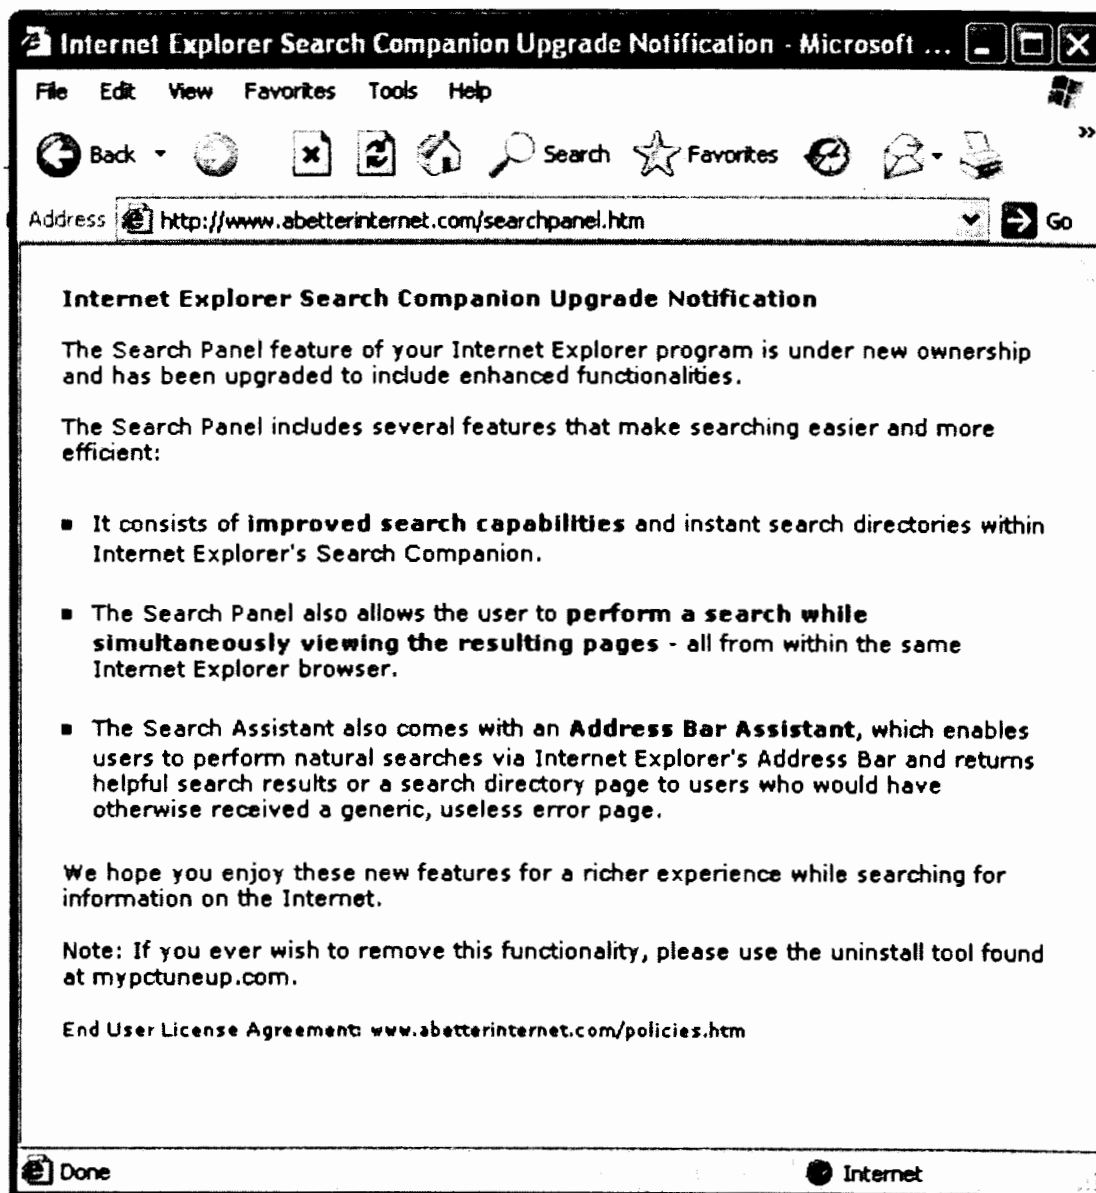 Internet Explorer Search Companion Upgrade Notification - Microsoft ...
File Edit View Favorites Tools Help
Back Search Favorites »
Address http://www.abetterinternet.com/searchpanel.htm Go
Internet Explorer Search Companion Upgrade Notification
The Search Panel feature of your Internet Explorer program is under new ownership
and has been upgraded to include enhanced functionalities.
The Search Panel includes several features that make searching easier and more
efficient:
▪ It consists of improved search capabilities and instant search directories within
Internet Explorer's Search Companion.
▪ The Search Panel also allows the user to perform a search while
simultaneously viewing the resulting pages - all from within the same
Internet Explorer browser.
▪ The Search Assistant also comes with an Address Bar Assistant, which enables
users to perform natural searches via Internet Explorer's Address Bar and returns
helpful search results or a search directory page to users who would have
otherwise received a generic, useless error page.
We hope you enjoy these new features for a richer experience while searching for
information on the Internet.
Note: If you ever wish to remove this functionality, please use the uninstall tool found
at mypctuneup.com.
End User License Agreement: www.abetterinternet.com/policies.htm
Done Internet